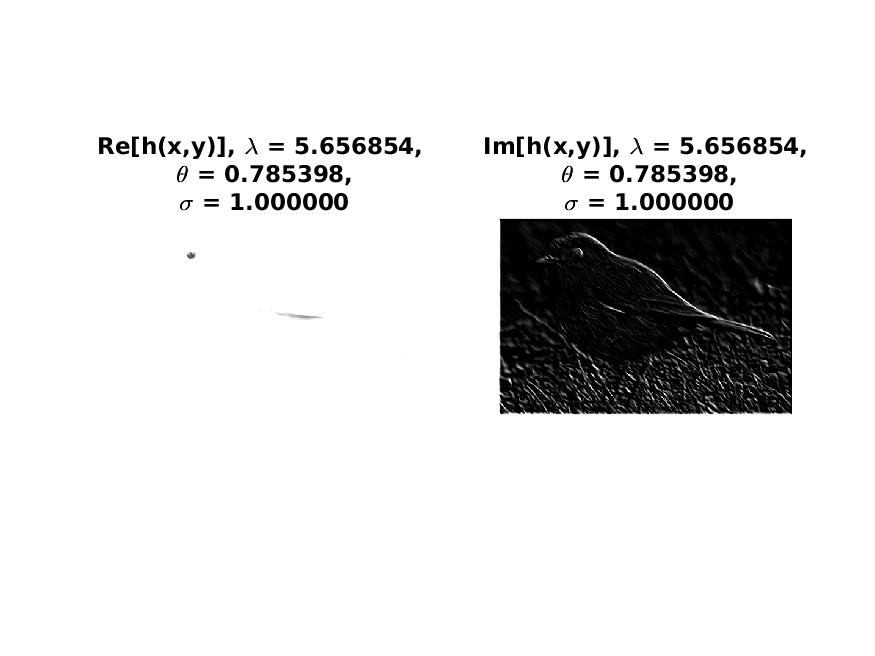 Re[h(x,y)], λ = 5.656854,
θ = 0.785398,
σ = 1.000000
Im[h(x,y)], λ = 5.656854,
θ = 0.785398,
σ = 1.000000